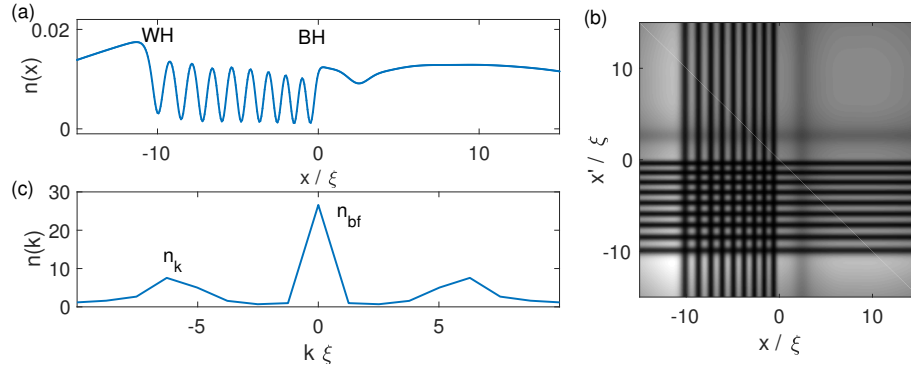 (a)
WH
BH
0.02
0
n(x)
-10
0
10
x / ξ
(c)
30
20
10
0
n(k)
n_k
n_bf
-5
0
5
k ξ
(b)
10
0
-10
x' / ξ
-10
0
10
x / ξ